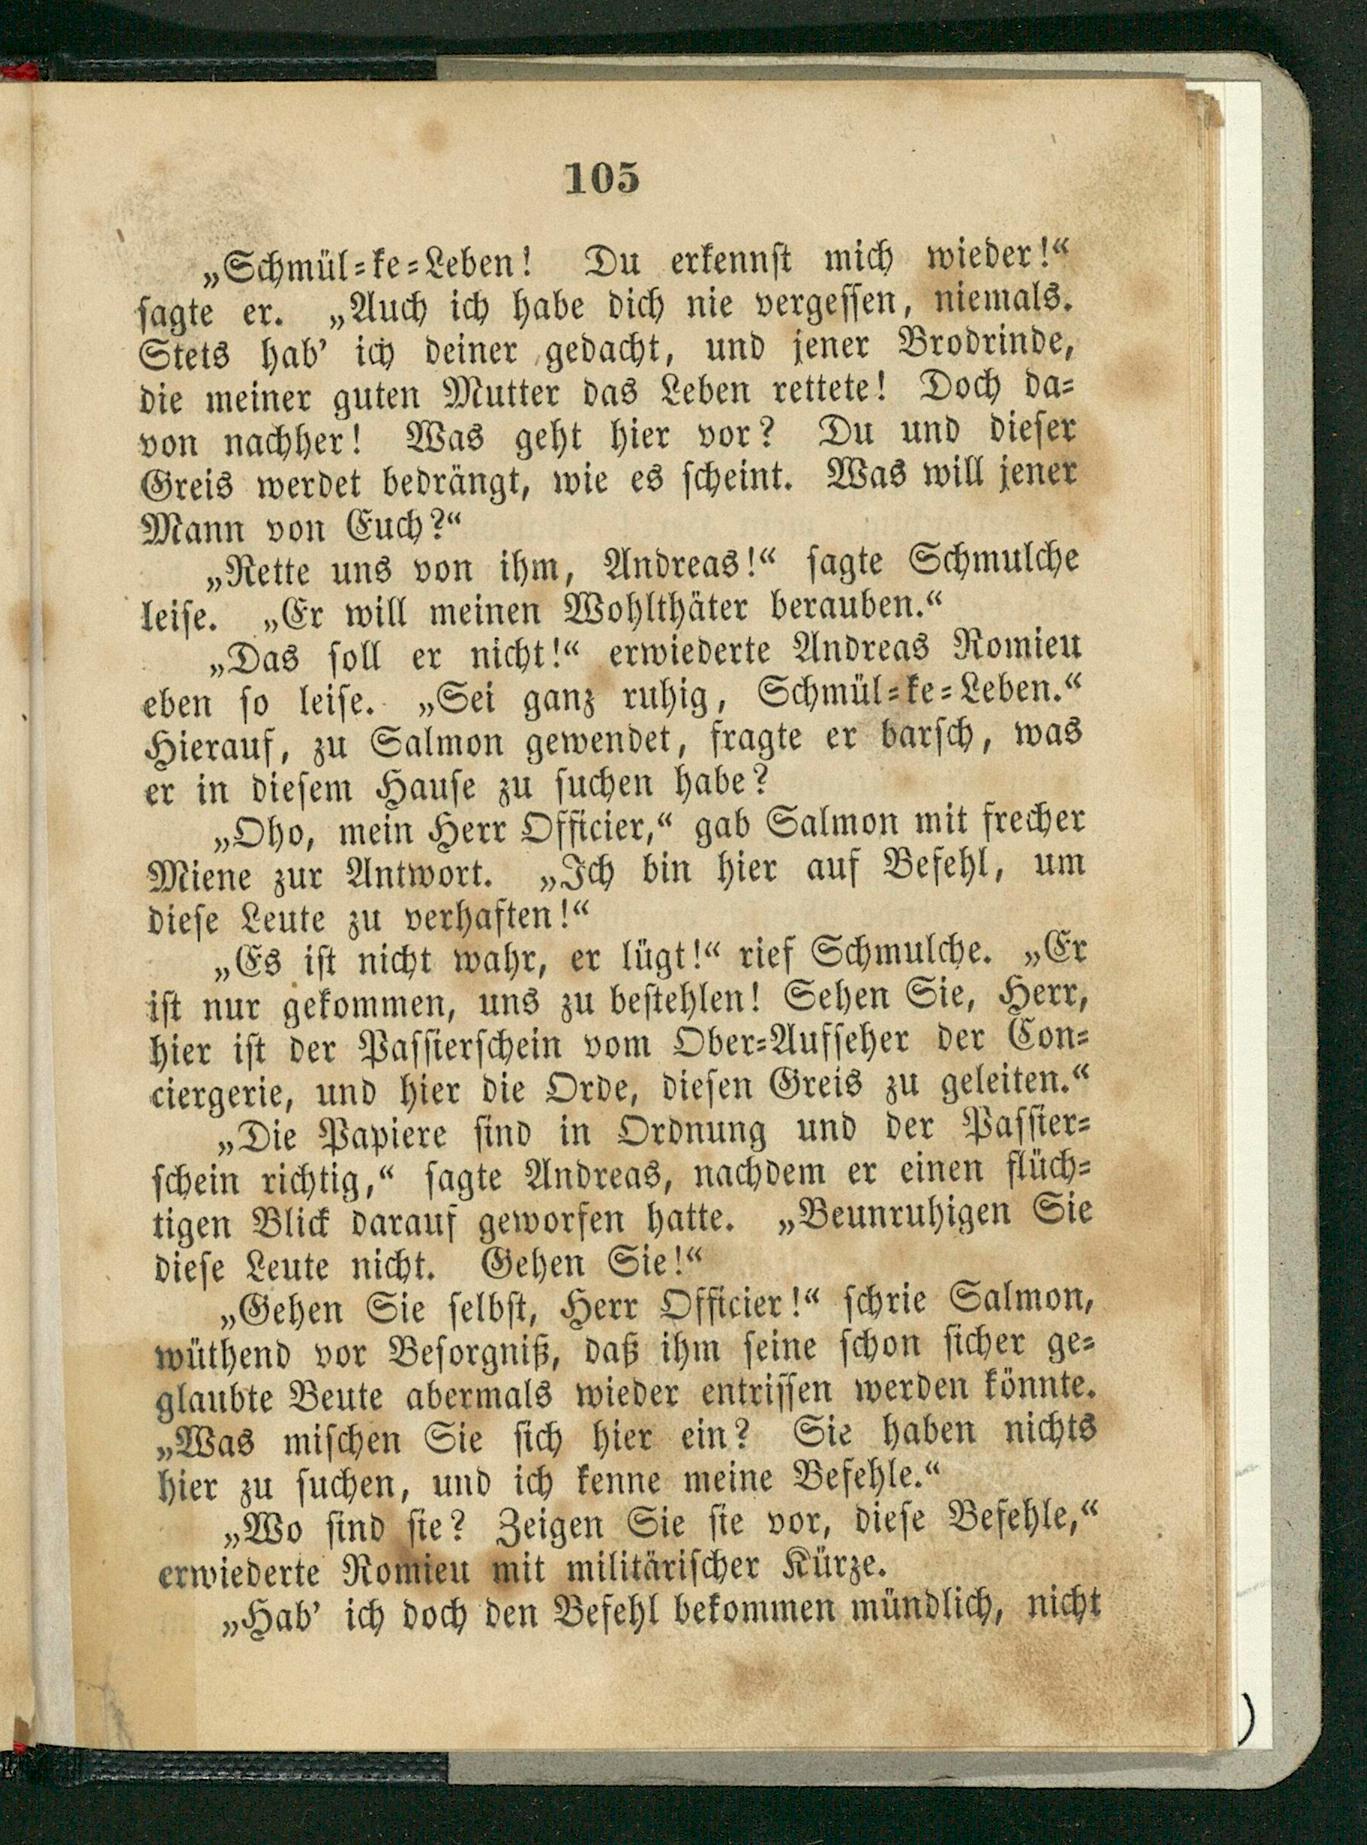 105
„Schmül-ke-Leben! Du erkennst mich wieder!“
sagte er. „Auch ich habe dich nie vergessen, niemals.
Stets hab’ ich deiner gedacht, und jener Brodrinde,
die meiner guten Mutter das Leben rettete! Doch da-
von nachher! Was geht hier vor? Du und dieser
Greis werdet bedrängt, wie es scheint. Was will jener
Mann von Euch?“
„Rette uns von ihm, Andreas!“ sagte Schmulche
leise. „Er will meinen Wohlthäter berauben.“
„Das soll er nicht!“ erwiederte Andreas Romieu
eben so leise. „Sei ganz ruhig, Schmül-ke-Leben.“
Hierauf, zu Salmon gewendet, fragte er barsch, was
er in diesem Hause zu suchen habe?
„Oho, mein Herr Officier,“ gab Salmon mit frecher
Miene zur Antwort. „Ich bin hier auf Befehl, um
diese Leute zu verhaften!“
„Es ist nicht wahr, er lügt!“ rief Schmulche. „Er
ist nur gekommen, uns zu bestehlen! Sehen Sie, Herr,
hier ist der Passierschein vom Ober-Aufseher der Con-
ciergerie, und hier die Orde, diesen Greis zu geleiten.“
„Die Papiere sind in Ordnung und der Passier-
schein richtig,“ sagte Andreas, nachdem er einen flüch-
tigen Blick darauf geworfen hatte. „Beunruhigen Sie
diese Leute nicht. Gehen Sie!“
„Gehen Sie selbst, Herr Officier!“ schrie Salmon,
wüthend vor Besorgniß, daß ihm seine schon sicher ge-
glaubte Beute abermals wieder entrissen werden könnte.
„Was mischen Sie sich hier ein? Sie haben nichts
hier zu suchen, und ich kenne meine Befehle.“
„Wo sind sie? Zeigen Sie sie vor, diese Befehle,“
erwiederte Romieu mit militärischer Kürze.
„Hab’ ich doch den Befehl bekommen mündlich, nicht